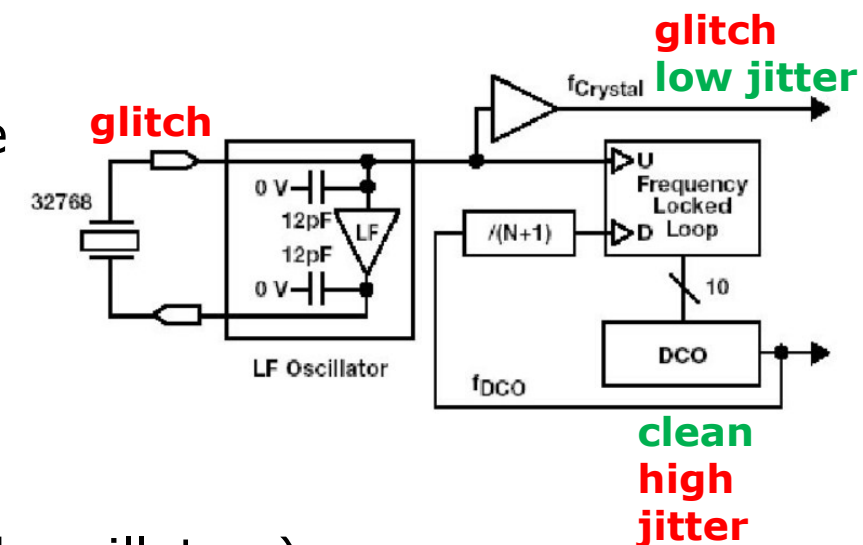 glitch
low jitter
fCrystal
e
glitch
32768
0 V
12pF
LF
12pF
0 V
LF Oscillator
U
Frequency
Locked
Loop
D
/(N+1)
10
DCO
fDCO
clean
high
jitter